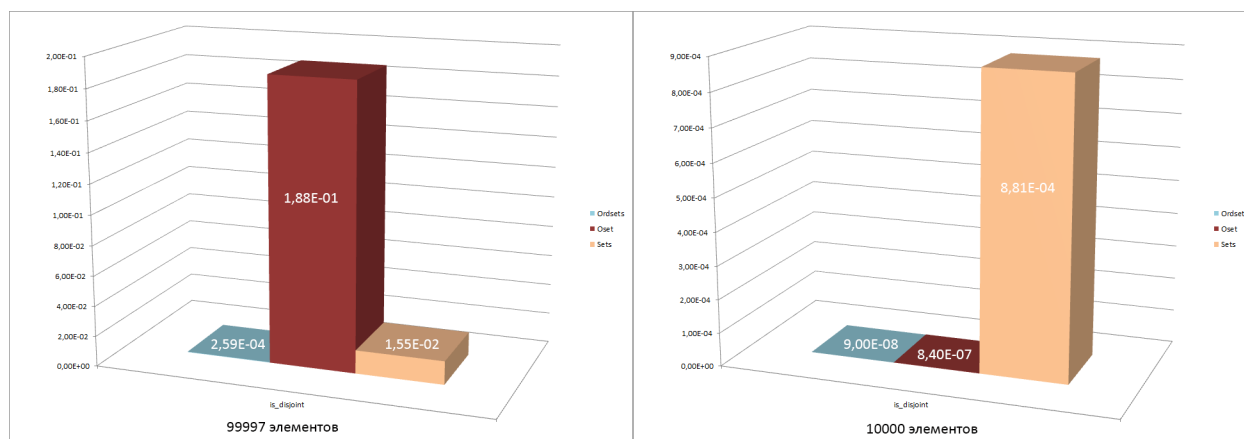 2,00E-01
1,80E-01
1,60E-01
1,40E-01
1,20E-01
1,00E-01
8,00E-02
6,00E-02
4,00E-02
2,00E-02
0,00E+00
2,59E-04
1,88E-01
1,55E-02
Ordsets
Oset
Sets
is_disjoint
99997 элементов
9,00E-04
8,00E-04
7,00E-04
6,00E-04
5,00E-04
4,00E-04
3,00E-04
2,00E-04
1,00E-04
0,00E+00
9,00E-08
8,40E-07
8,81E-04
Ordset
Oset
Sets
is_disjoint
10000 элементов